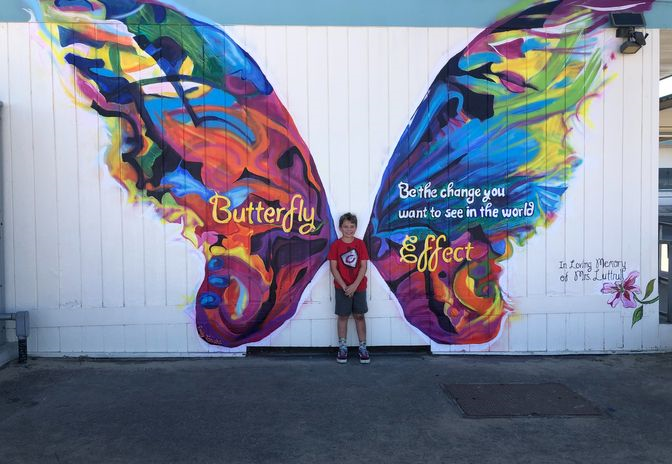 Butterfly
Be the change you
want to see in the world
Effect
In Loving Memory
of Mrs. Luttrull